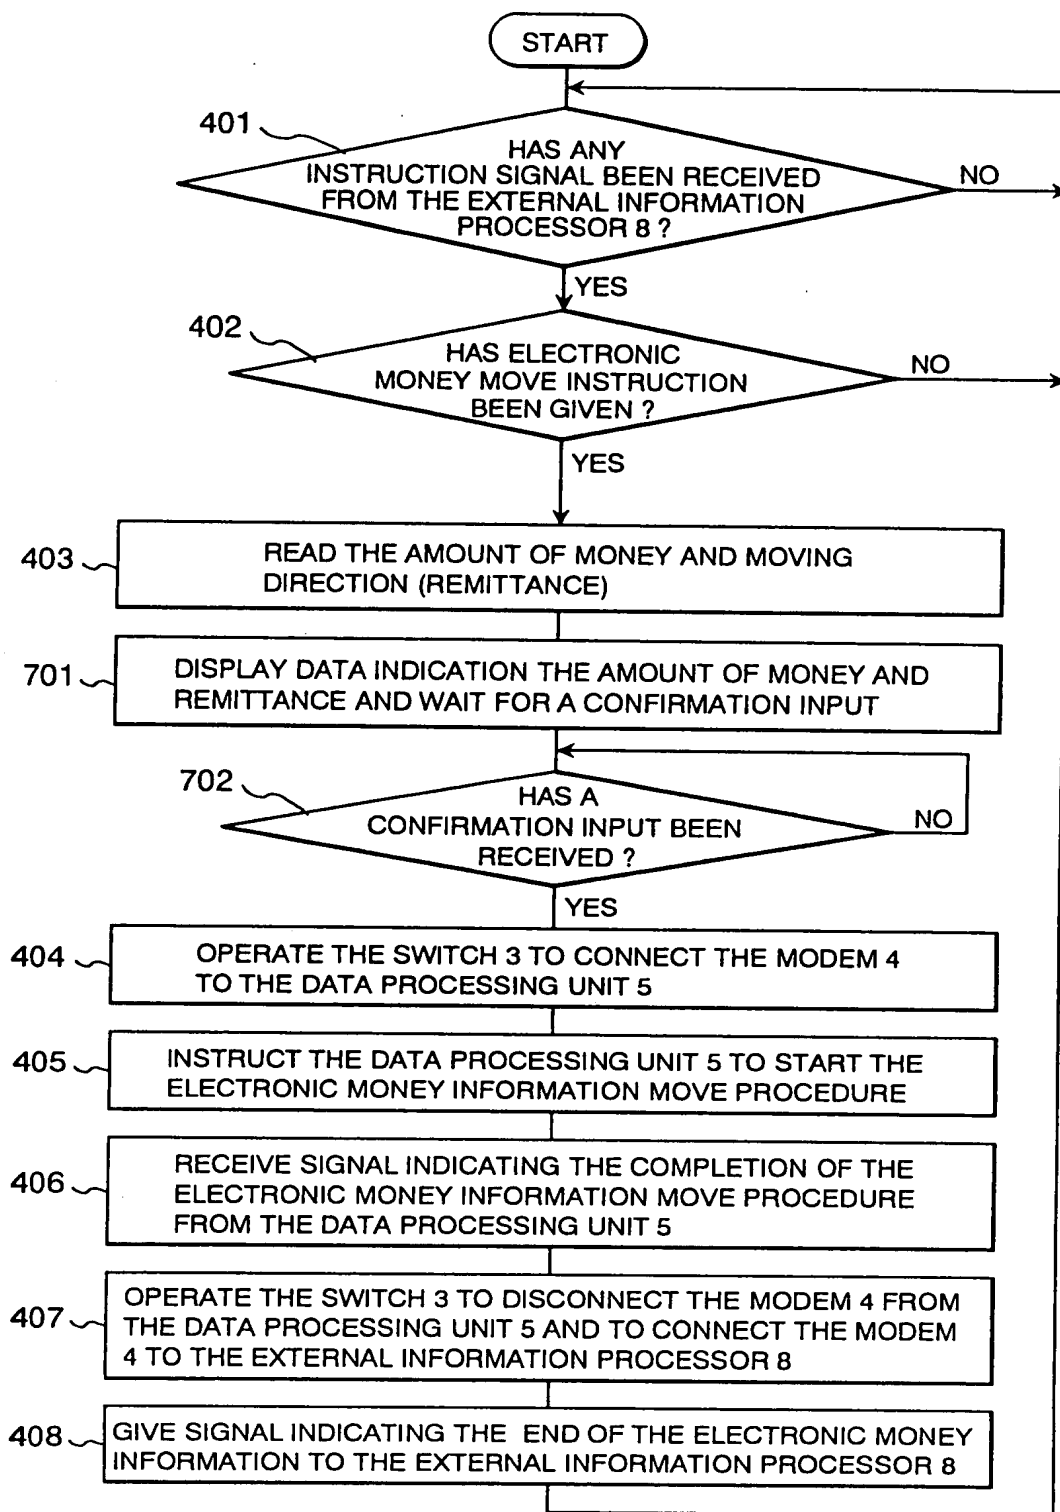 START
401
HAS ANY
INSTRUCTION SIGNAL BEEN RECEIVED
FROM THE EXTERNAL INFORMATION
PROCESSOR 8 ?
NO
YES
402
HAS ELECTRONIC
MONEY MOVE INSTRUCTION
BEEN GIVEN ?
NO
YES
403
READ THE AMOUNT OF MONEY AND MOVING
DIRECTION (REMITTANCE)
701
DISPLAY DATA INDICATION THE AMOUNT OF MONEY AND
REMITTANCE AND WAIT FOR A CONFIRMATION INPUT
702
HAS A
CONFIRMATION INPUT BEEN
RECEIVED ?
NO
YES
404
OPERATE THE SWITCH 3 TO CONNECT THE MODEM 4
TO THE DATA PROCESSING UNIT 5
405
INSTRUCT THE DATA PROCESSING UNIT 5 TO START THE
ELECTRONIC MONEY INFORMATION MOVE PROCEDURE
406
RECEIVE SIGNAL INDICATING THE COMPLETION OF THE
ELECTRONIC MONEY INFORMATION MOVE PROCEDURE
FROM THE DATA PROCESSING UNIT 5
407
OPERATE THE SWITCH 3 TO DISCONNECT THE MODEM 4 FROM
THE DATA PROCESSING UNIT 5 AND TO CONNECT THE MODEM
4 TO THE EXTERNAL INFORMATION PROCESSOR 8
408
GIVE SIGNAL INDICATING THE END OF THE ELECTRONIC MONEY
INFORMATION TO THE EXTERNAL INFORMATION PROCESSOR 8